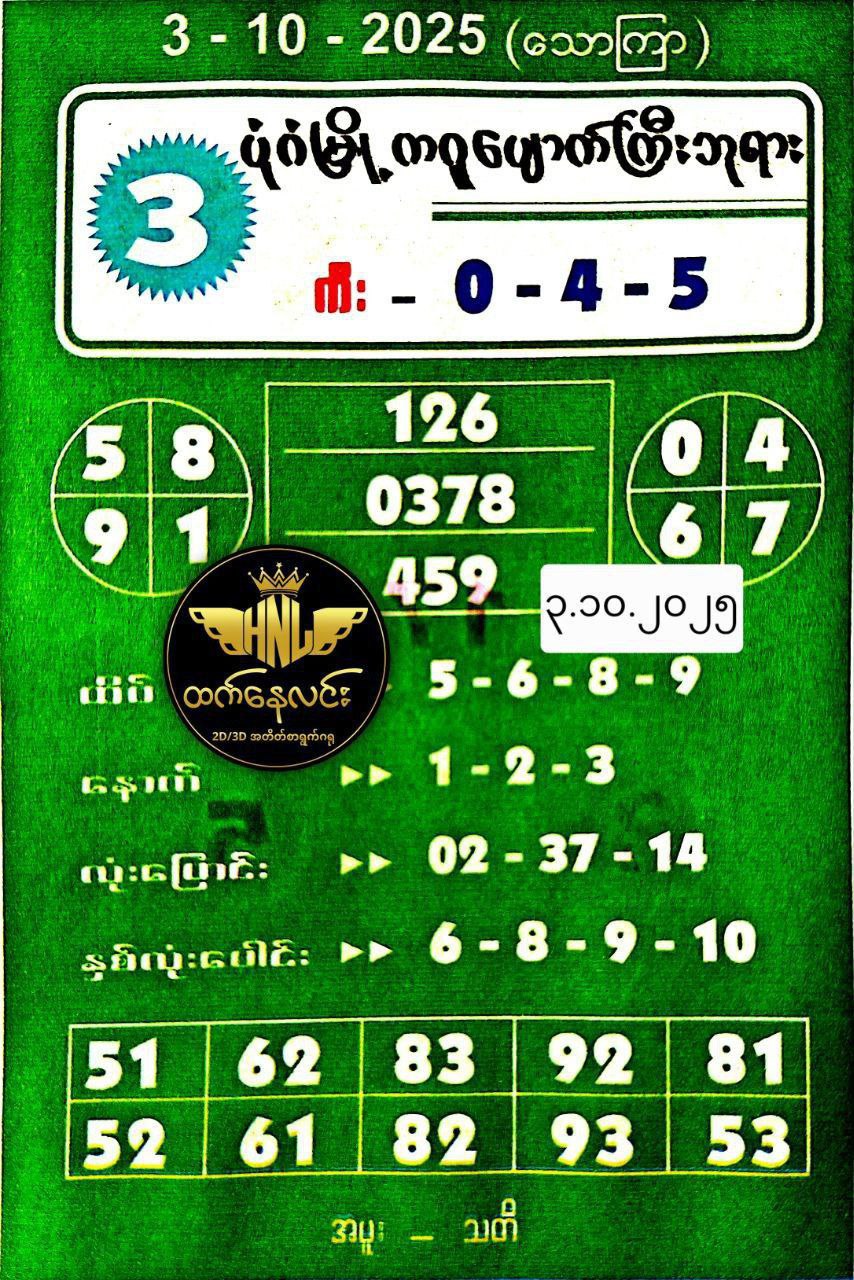 3 - 10 - 2025 (သောကြာ)
3
ပုံဂံမြို့ ကဝူပျောက်ကြီးဘုရား
ကီး - 0 - 4 - 5
5 8
9 1
126
0378
459
0 4
6 7
၃.၁၀.၂၀၂၅
HNL
ထက်နေလင်း
2D/3D အတိတ်စာရွက်ဂရု
ထိပ် 5 - 6 - 8 - 9
နောက် ▸▸ 1 - 2 - 3
လုံးပြောင်း ▸▸ 02 - 37 - 14
နှစ်လုံးပေါင်း ▸▸ 6 - 8 - 9 - 10
51 62 83 92 81
52 61 82 93 53
အပူး - သတိ